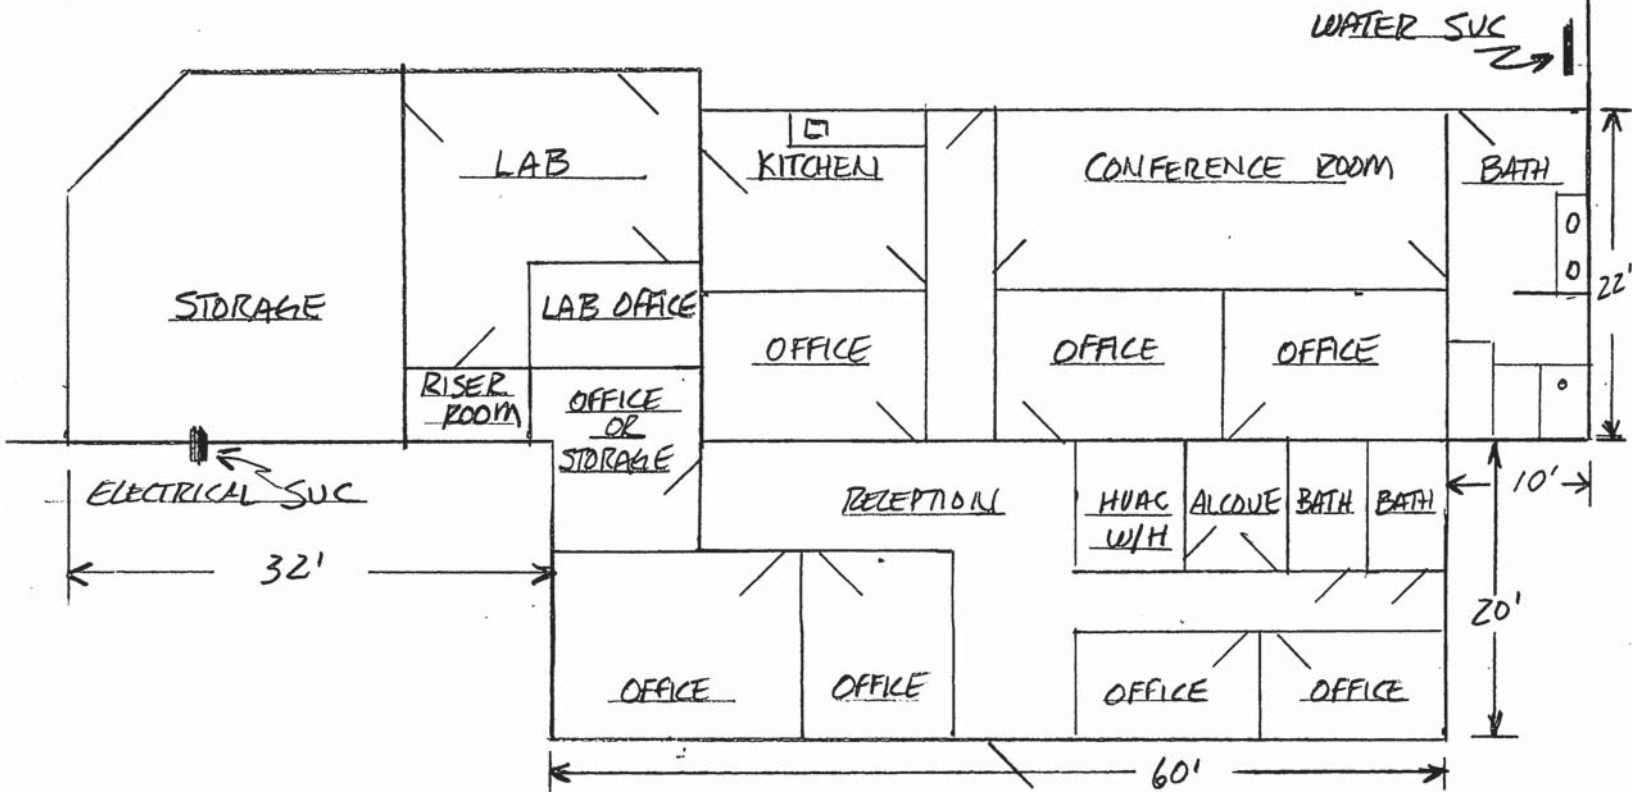 WATER SVC
LAB
KITCHEN
CONFERENCE ROOM
BATH
22'
STORAGE
LAB OFFICE
OFFICE
OFFICE
OFFICE
RISER
ROOM
OFFICE
OR
STORAGE
ELECTRICAL SVC
RECEPTION
HVAC
W/H
ALCOVE
BATH
BATH
10'
32'
20'
OFFICE
OFFICE
OFFICE
OFFICE
60'